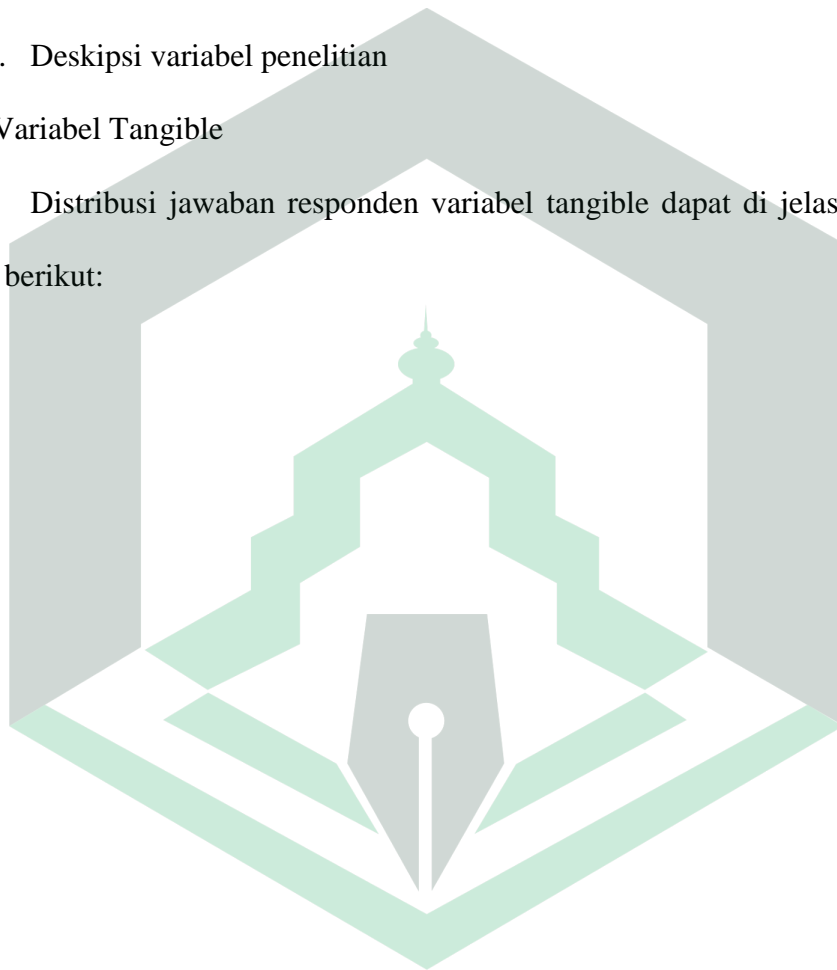 . Deskipsi variabel penelitian
Variabel Tangible
Distribusi jawaban responden variabel tangible dapat di jelas
berikut: